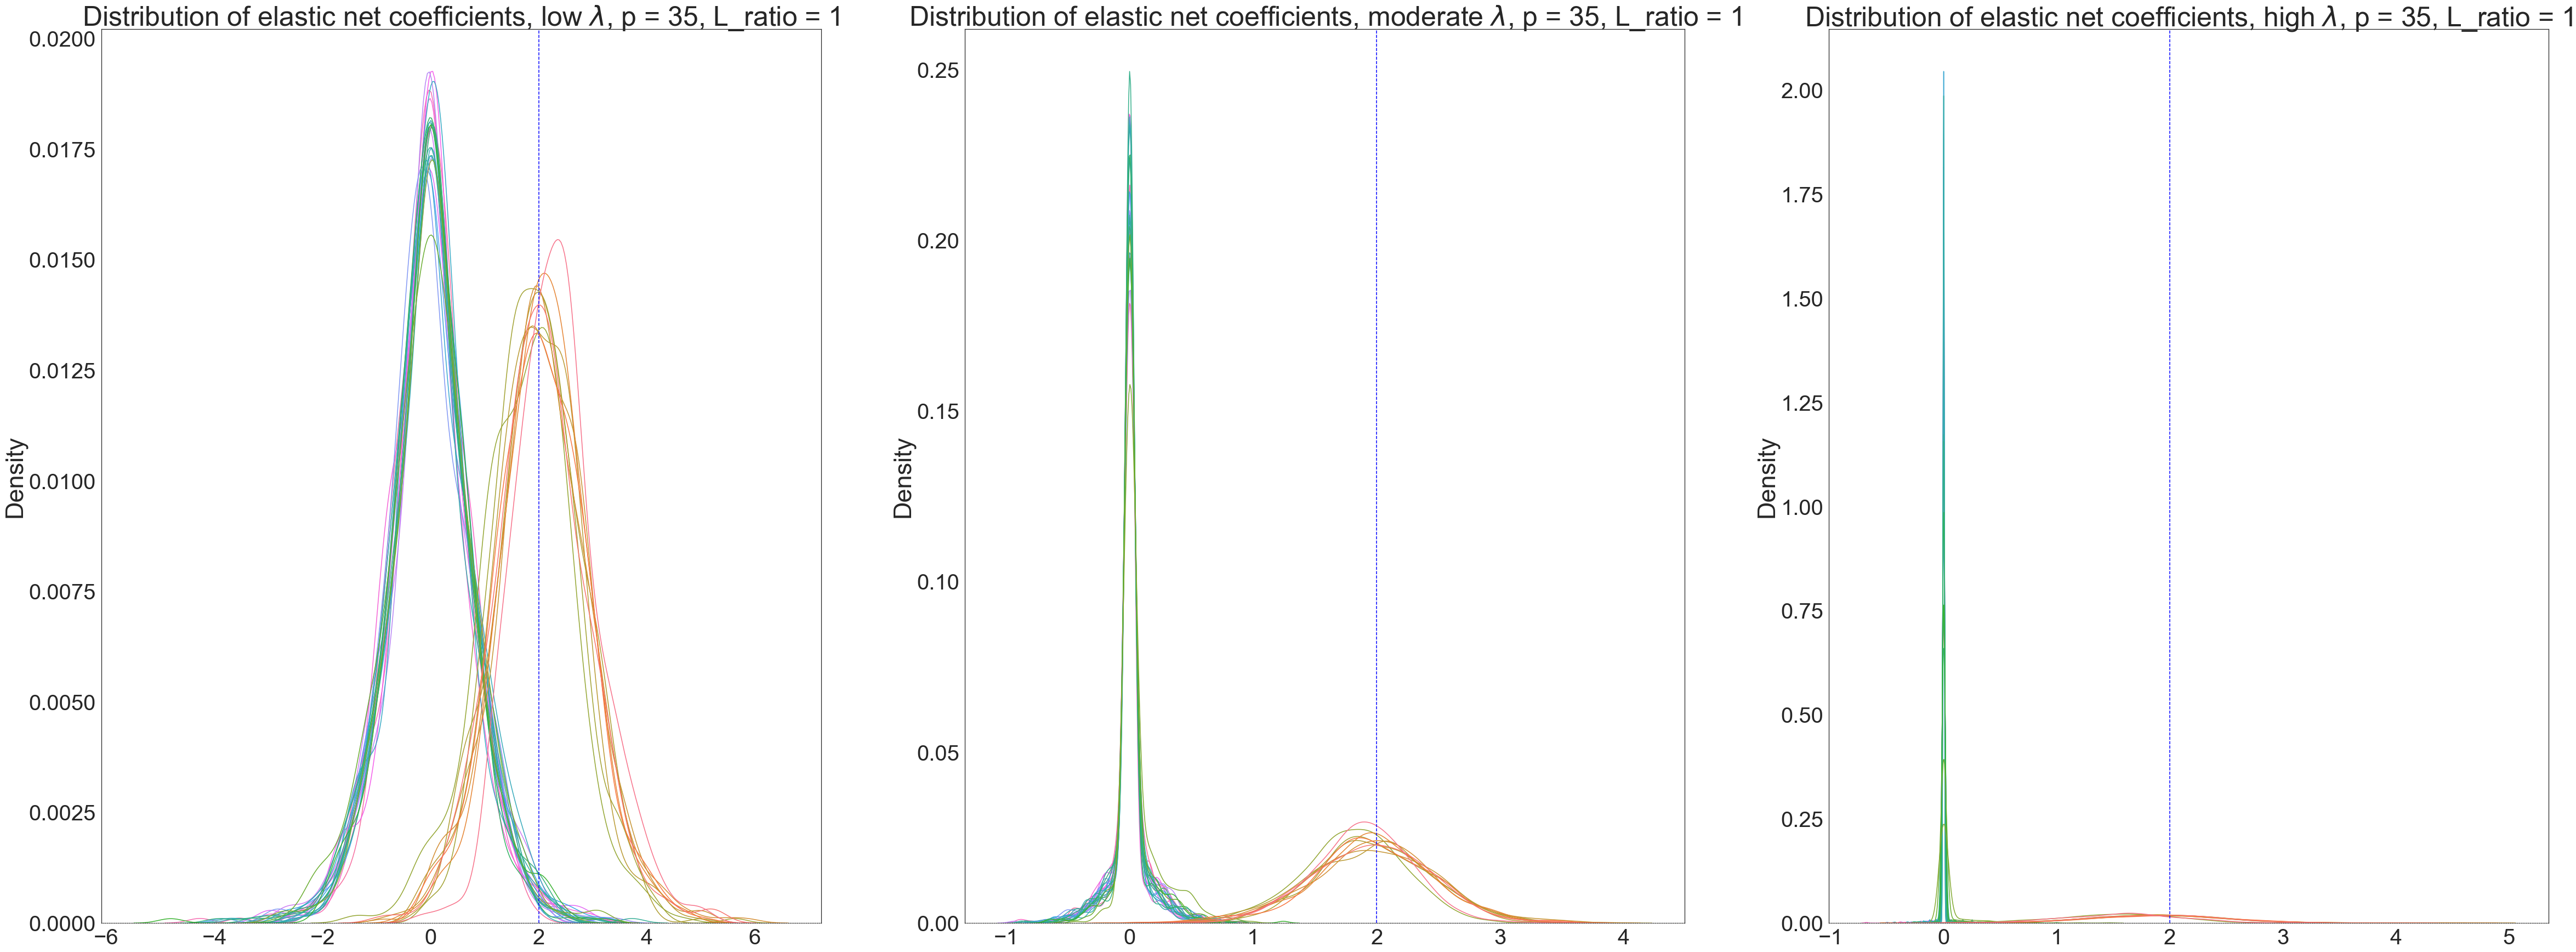 Distribution of elastic net coefficients, low λ, p = 35, L_ratio = 1
Density
0.0200
0.0175
0.0150
0.0125
0.0100
0.0075
0.0050
0.0025
0.0000
−6 −4 −2 0 2 4 6
Distribution of elastic net coefficients, moderate λ, p = 35, L_ratio = 1
Density
0.25
0.20
0.15
0.10
0.05
0.00
−1 0 1 2 3 4
Distribution of elastic net coefficients, high λ, p = 35, L_ratio = 1
Density
2.00
1.75
1.50
1.25
1.00
0.75
0.50
0.25
0.00
−1 0 1 2 3 4 5